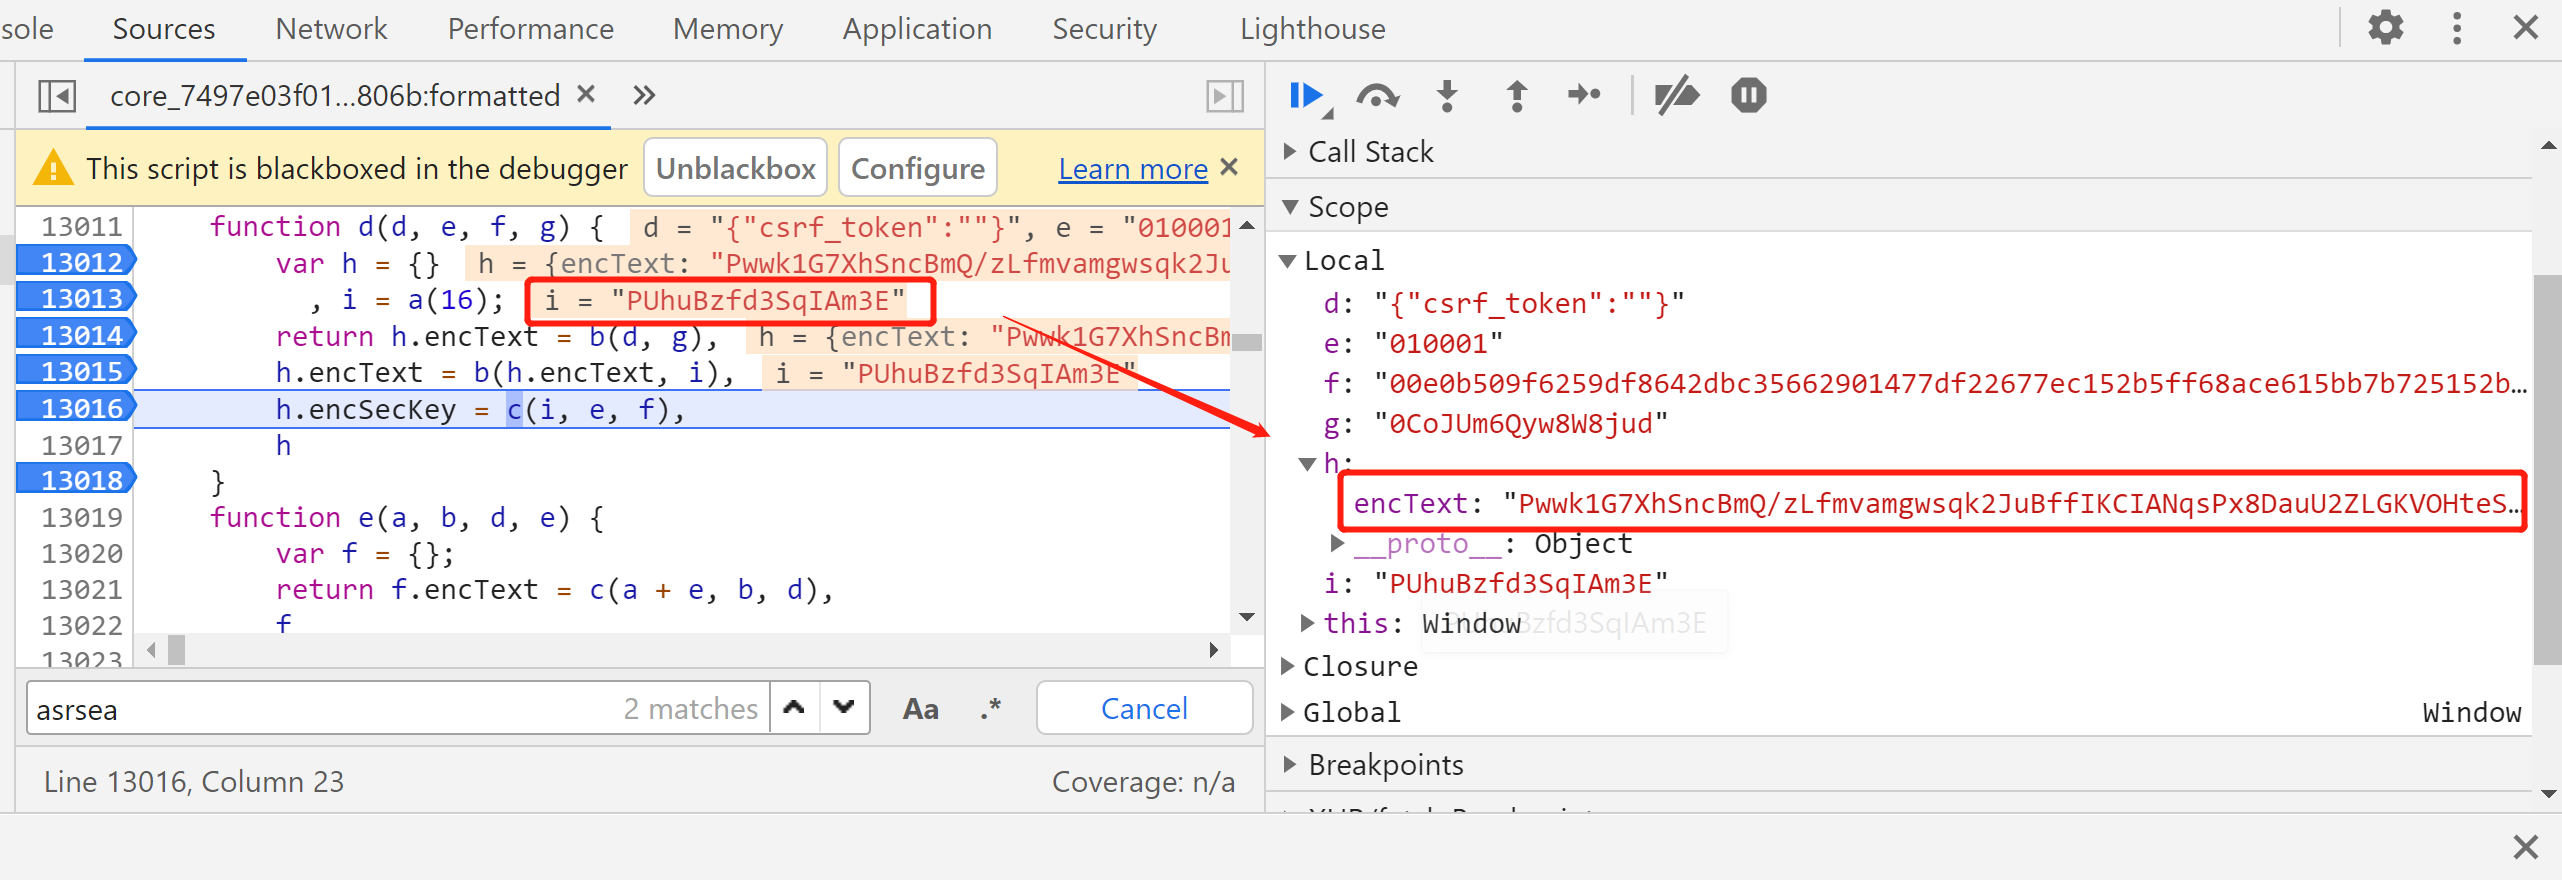 sole Sources Network Performance Memory Application Security Lighthouse
core_7497e03f01...806b:formatted
This script is blackboxed in the debugger Unblackbox Configure Learn more
13011 function d(d, e, f, g) { d = "{"csrf_token":""}", e = "010001
13012 var h = {} h = {encText: "Pwwk1G7XhSncBmQ/zLfmvamgwsqk2Ju
13013 , i = a(16); i = "PUhuBzfd3SqIAm3E"
13014 return h.encText = b(d, g), h = {encText: "Pwwk1G7XhSncBm
13015 h.encText = b(h.encText, i), i = "PUhuBzfd3SqIAm3E"
13016 h.encSecKey = c(i, e, f),
13017 h
13018 }
13019 function e(a, b, d, e) {
13020 var f = {};
13021 return f.encText = c(a + e, b, d),
13022 f
13023
asrsea 2 matches Aa .* Cancel
Line 13016, Column 23 Coverage: n/a
Call Stack
Scope
Local
d: "{"csrf_token":""}"
e: "010001"
f: "00e0b509f6259df8642dbc35662901477df22677ec152b5ff68ace615bb7b725152b...
g: "0CoJUm6Qyw8W8jud"
h:
encText: "Pwwk1G7XhSncBmQ/zLfmvamgwsqk2JuBffIKCIANqsPx8DauU2ZLGKVOHteS...
__proto__: Object
i: "PUhuBzfd3SqIAm3E"
this: Window
Closure
Global Window
Breakpoints